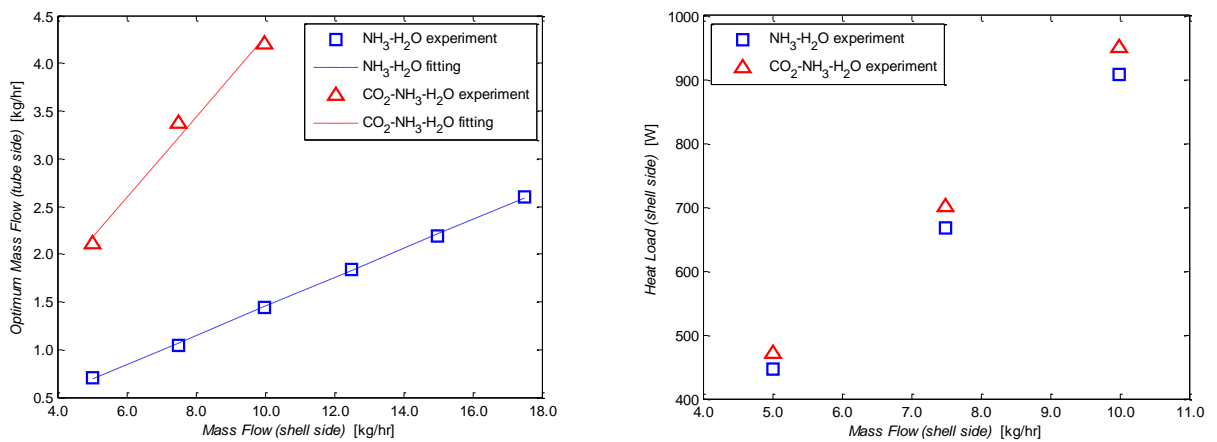 4.5
4.0
3.5
3.0
2.5
2.0
1.5
1.0
0.5
Optimum Mass Flow (tube side) [kg/hr]
NH3-H2O experiment
NH3-H2O fitting
CO2-NH3-H2O experiment
CO2-NH3-H2O fitting
4.0 6.0 8.0 10.0 12.0 14.0 16.0 18.0
Mass Flow (shell side) [kg/hr]
1000
900
800
700
600
500
400
Heat Load (shell side) [W]
NH3-H2O experiment
CO2-NH3-H2O experiment
4.0 5.0 6.0 7.0 8.0 9.0 10.0 11.0
Mass Flow (shell side) [kg/hr]